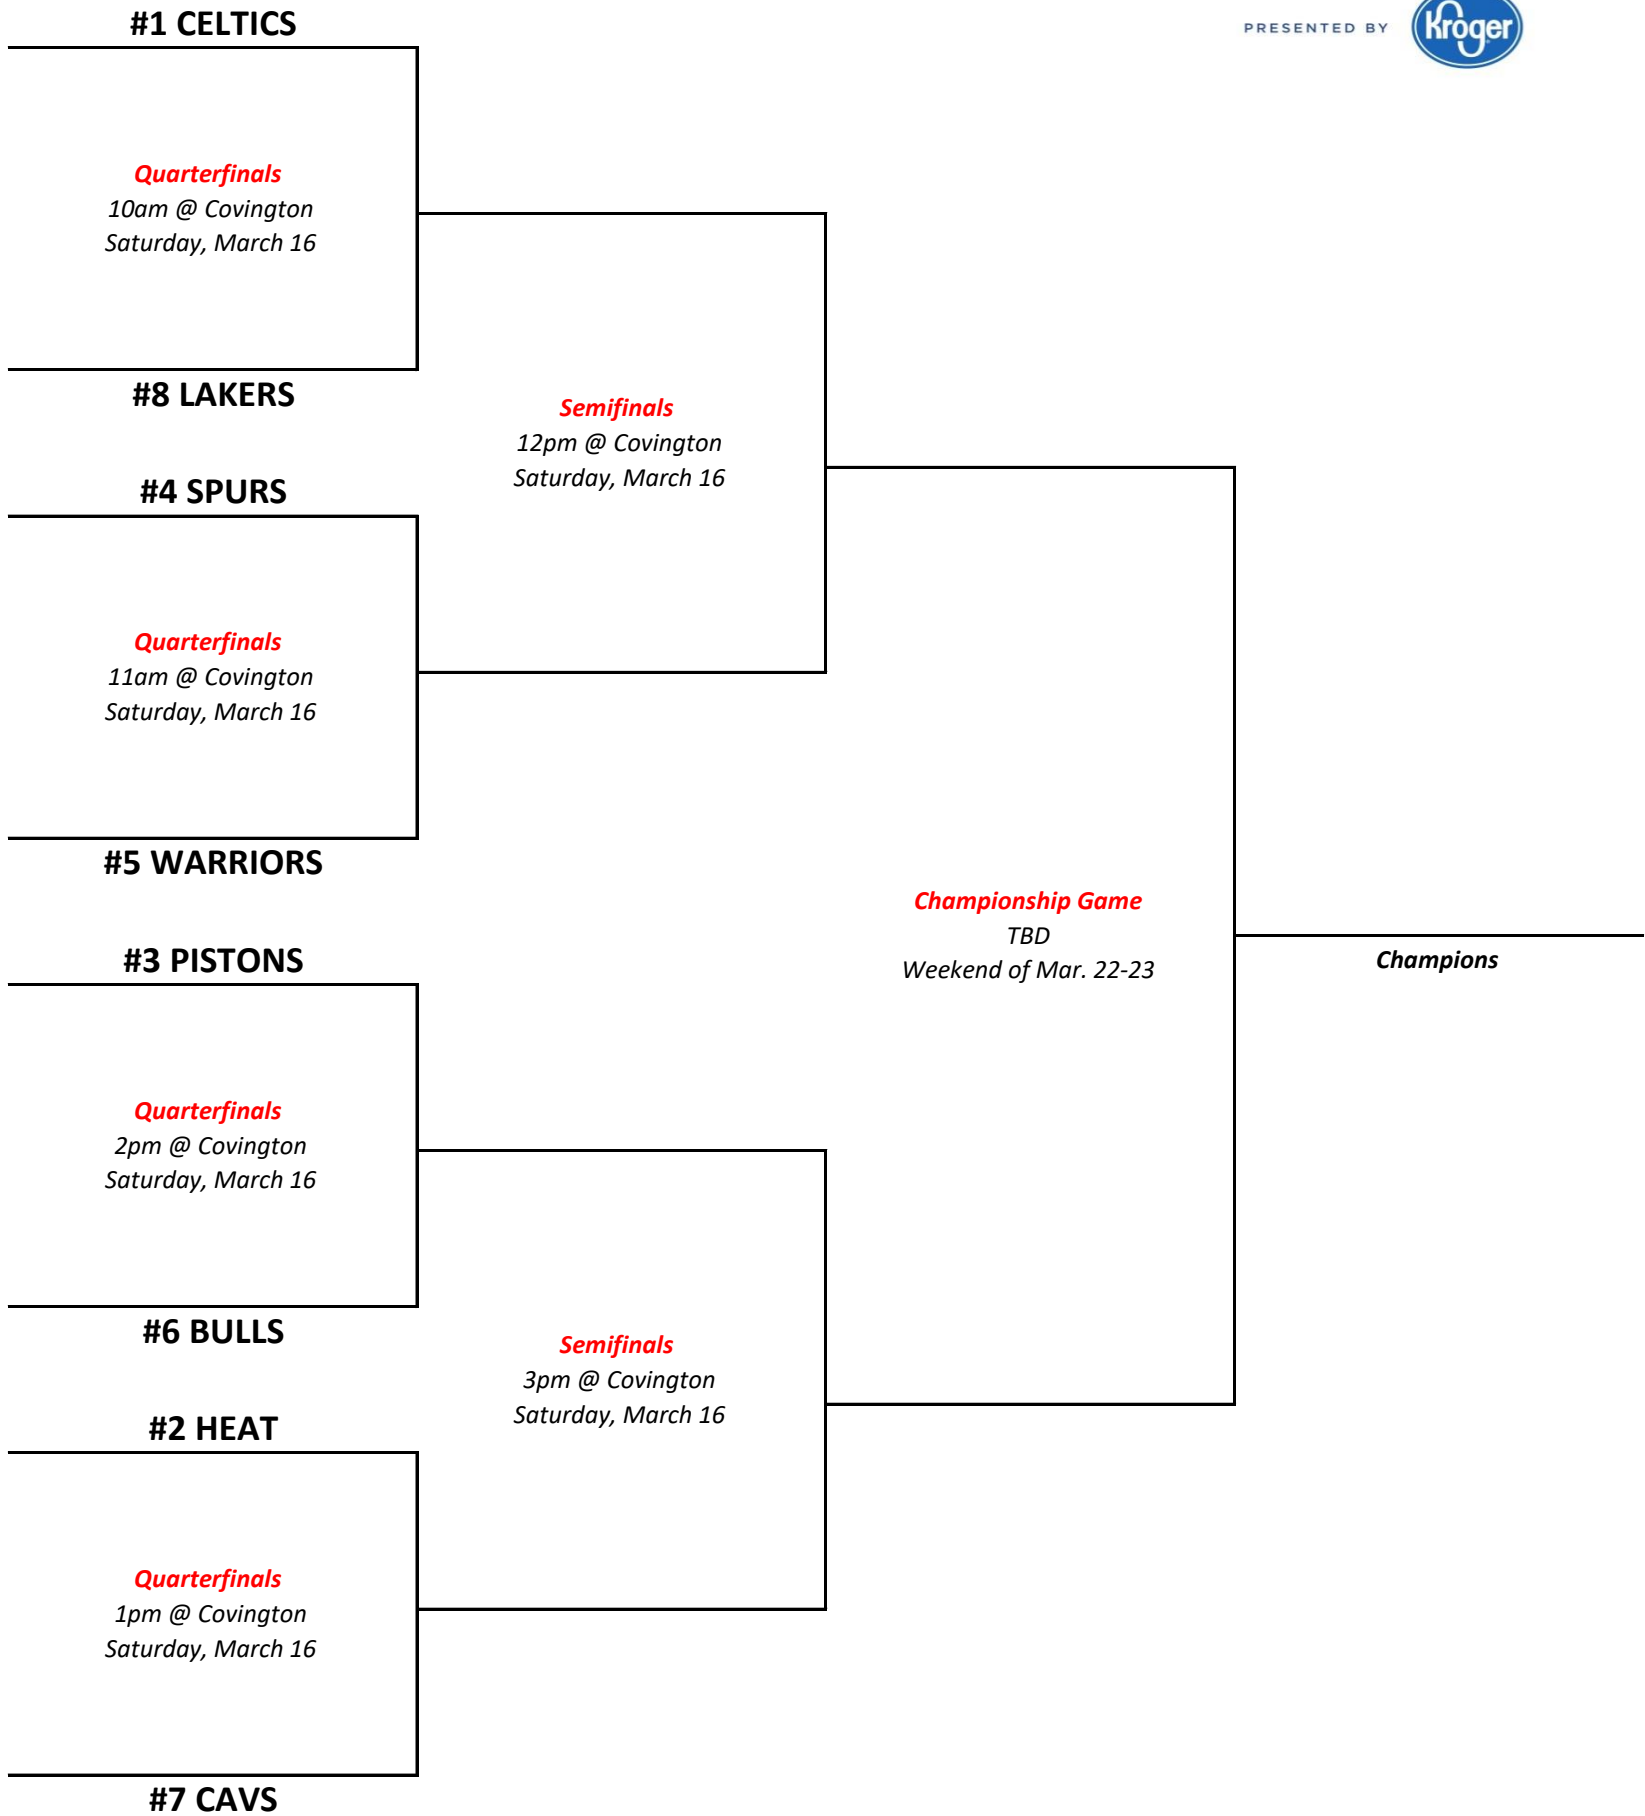 #1 CELTICS
PRESENTED BY Kroger
Quarterfinals
10am @ Covington
Saturday, March 16
#8 LAKERS
Semifinals
12pm @ Covington
Saturday, March 16
#4 SPURS
Quarterfinals
11am @ Covington
Saturday, March 16
#5 WARRIORS
Championship Game
TBD
Weekend of Mar. 22-23
Champions
#3 PISTONS
Quarterfinals
2pm @ Covington
Saturday, March 16
#6 BULLS
Semifinals
3pm @ Covington
Saturday, March 16
#2 HEAT
Quarterfinals
1pm @ Covington
Saturday, March 16
#7 CAVS